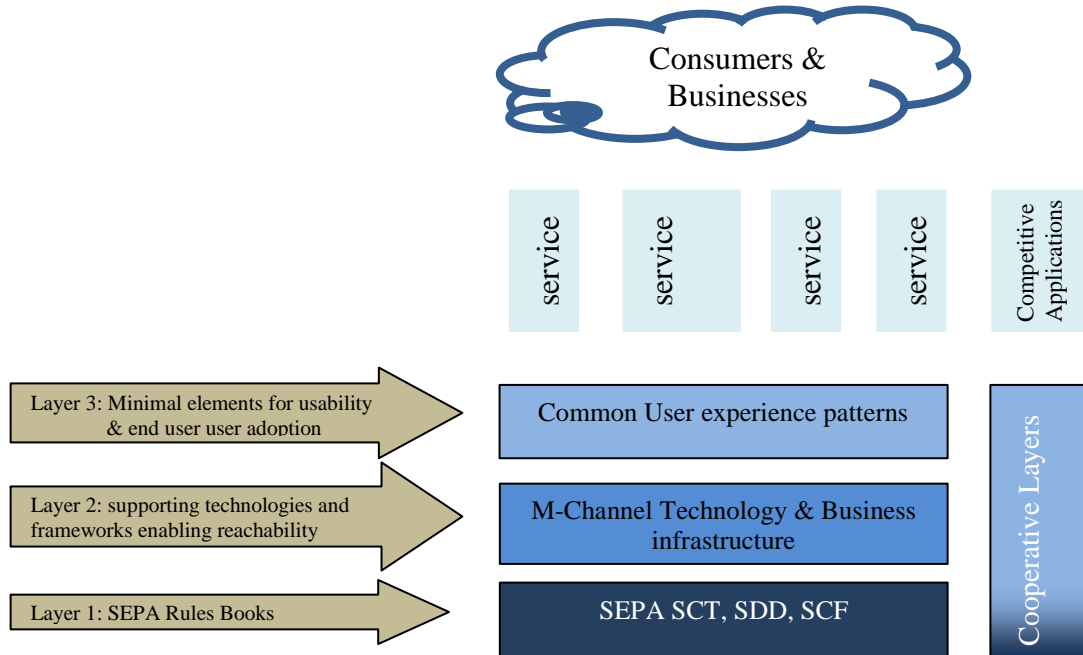 Consumers &
Businesses
service
service
service
service
Competitive
Applications
Layer 3: Minimal elements for usability
& end user user adoption
Common User experience patterns
Layer 2: supporting technologies and
frameworks enabling reachability
M-Channel Technology & Business
infrastructure
Layer 1: SEPA Rules Books
SEPA SCT, SDD, SCF
Cooperative Layers